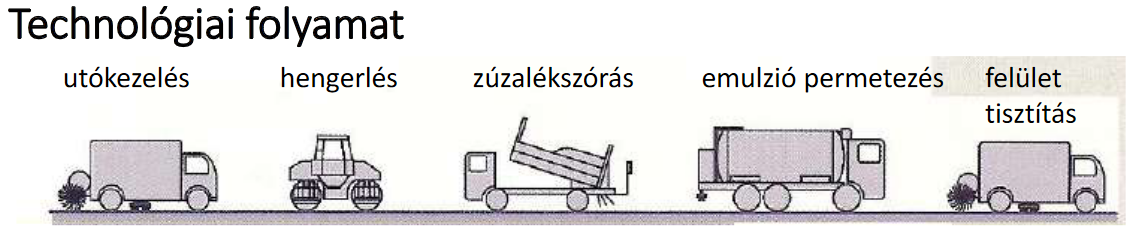 Technológiai folyamat
utókezelés
hengerlés
zúzalékszórás
emulzió permetezés
felület
tisztítás